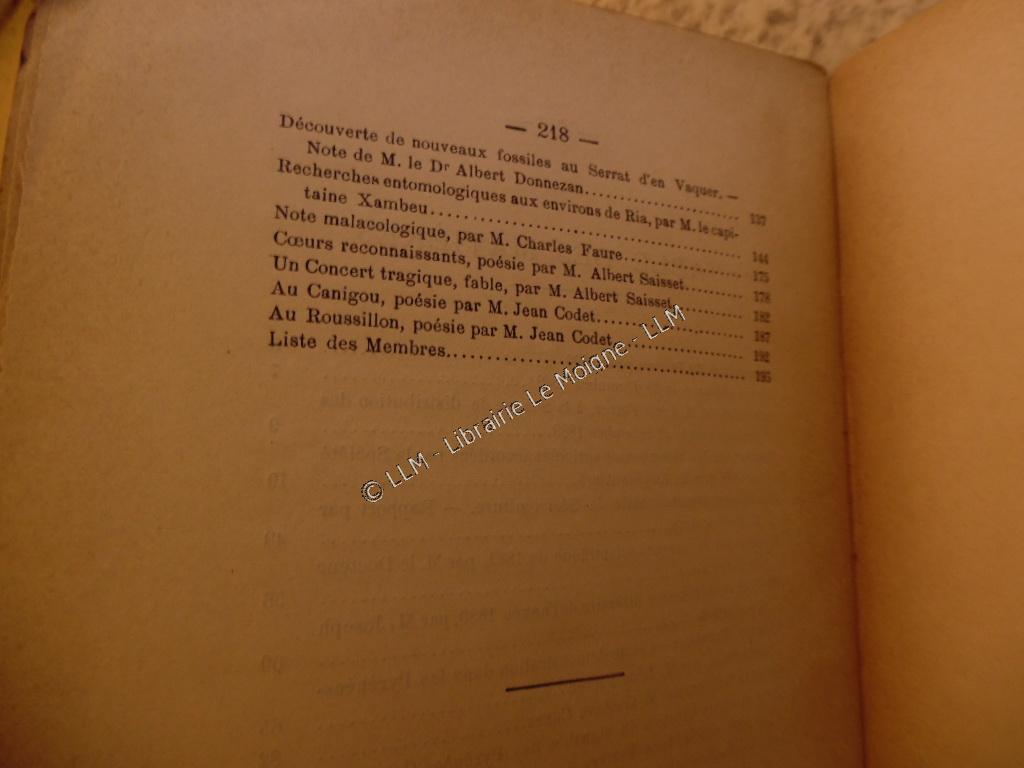 — 218 —
Découverte de nouveaux fossiles au Serrat d'en Vaquer. —
Note de M. le Dr Albert Donnezan........................ 137
Recherches entomologiques aux environs de Ria, par M. le capi-
taine Xambeu........................................ 144
Note malacologique, par M. Charles Faure.................. 175
Cœurs reconnaissants, poésie par M. Albert Saisset.......... 178
Un Concert tragique, fable, par M. Albert Saisset............ 182
Au Canigou, poésie par M. Jean Codet...................... 187
Au Roussillon, poésie par M. Jean Codet.................... 192
Liste des Membres........................................ 195
© LLM - Librairie Le Moigne - LLM